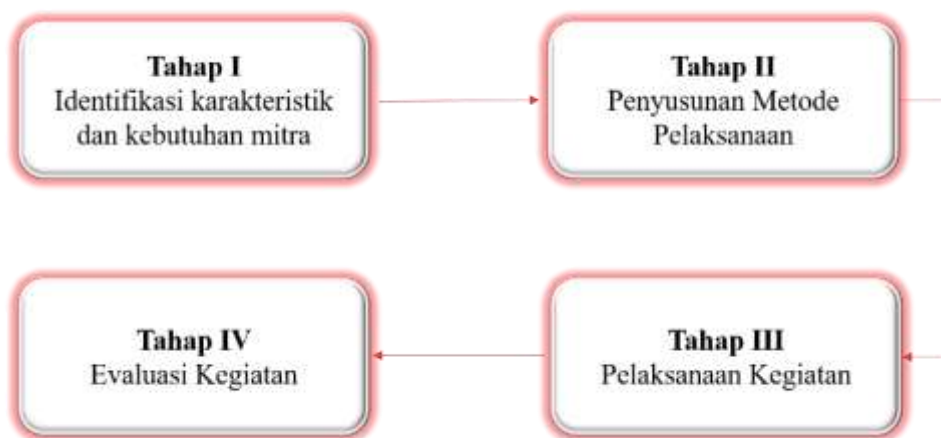 Tahap I
Identifikasi karakteristik
dan kebutuhan mitra
Tahap II
Penyusunan Metode
Pelaksanaan
Tahap III
Pelaksanaan Kegiatan
Tahap IV
Evaluasi Kegiatan